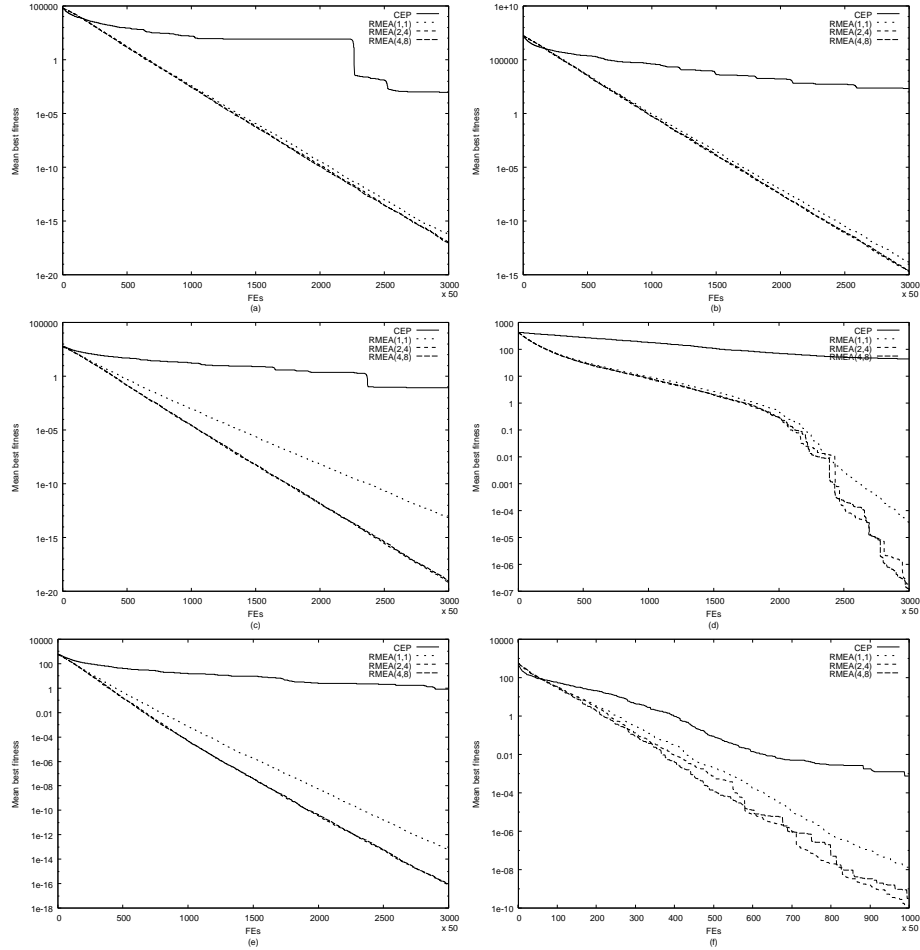 Mean best fitness
100000
1
1e-05
1e-10
1e-15
1e-20
0 500 1000 1500 2000 2500 3000
FEs
x 50
(a)
CEP
RMEA(1,1)
RMEA(2,4)
RMEA(4,8)
Mean best fitness
1e+10
100000
1
1e-05
1e-10
1e-15
0 500 1000 1500 2000 2500 3000
FEs
x 50
(b)
CEP
RMEA(1,1)
RMEA(2,4)
RMEA(4,8)
Mean best fitness
100000
1
1e-05
1e-10
1e-15
1e-20
0 500 1000 1500 2000 2500 3000
FEs
x 50
(c)
CEP
RMEA(1,1)
RMEA(2,4)
RMEA(4,8)
Mean best fitness
1000
100
10
1
0.1
0.01
0.001
1e-04
1e-05
1e-06
1e-07
0 500 1000 1500 2000 2500 3000
FEs
x 50
(d)
CEP
RMEA(1,1)
RMEA(2,4)
RMEA(4,8)
Mean best fitness
10000
100
1
0.01
1e-04
1e-06
1e-08
1e-10
1e-12
1e-14
1e-16
1e-18
0 500 1000 1500 2000 2500 3000
FEs
x 50
(e)
CEP
RMEA(1,1)
RMEA(2,4)
RMEA(4,8)
Mean best fitness
10000
100
1
0.01
1e-04
1e-06
1e-08
1e-10
0 100 200 300 400 500 600 700 800 900 1000
FEs
x 50
(f)
CEP
RMEA(1,1)
RMEA(2,4)
RMEA(4,8)